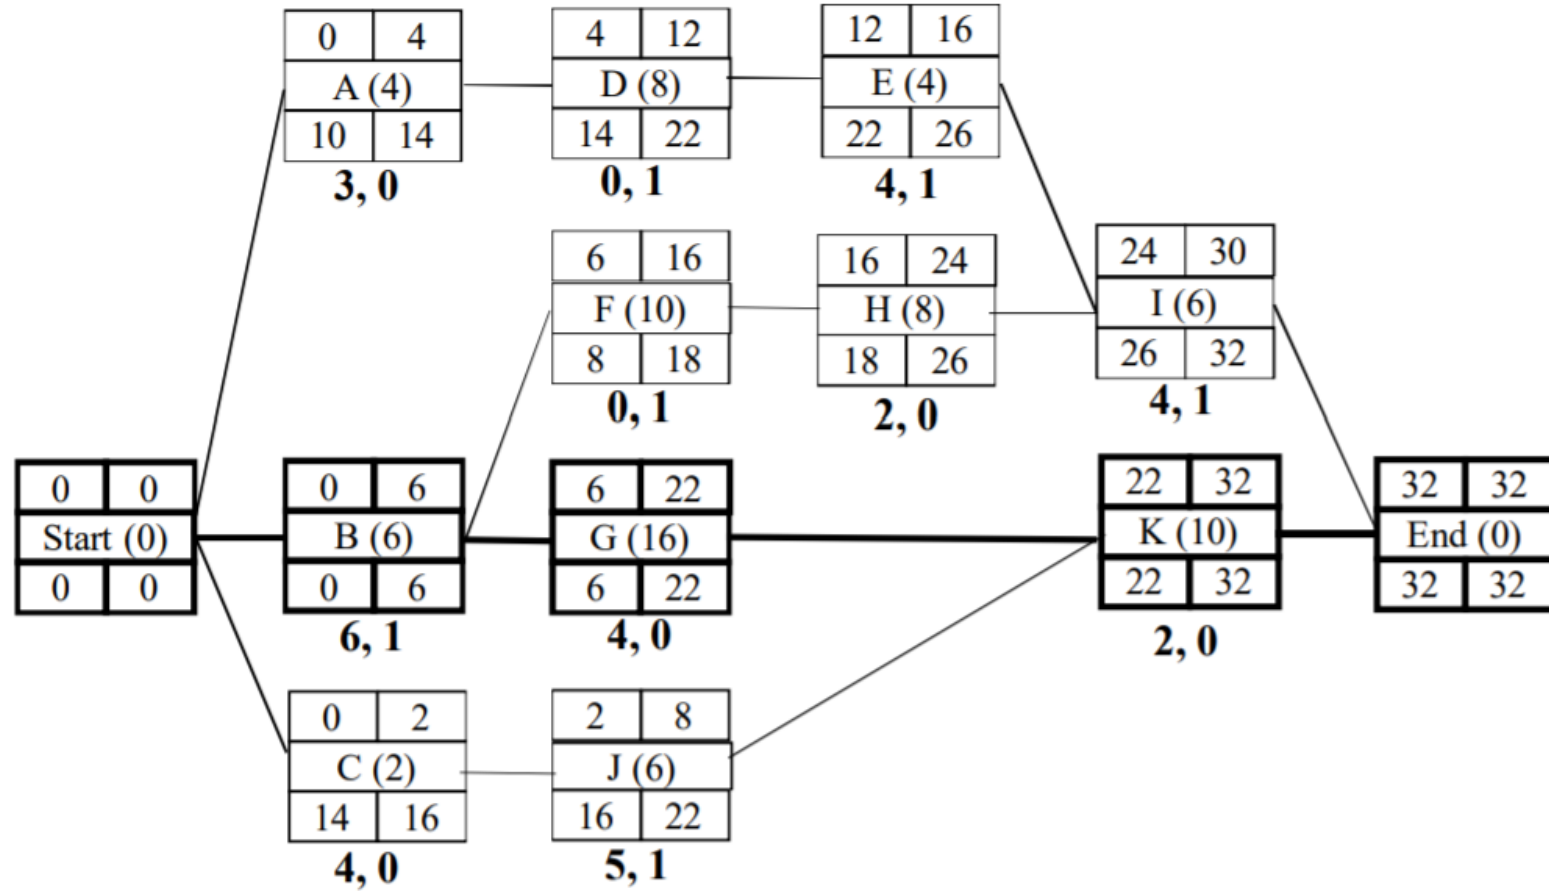 0 4
A (4)
10 14
3, 0
4 12
D (8)
14 22
0, 1
12 16
E (4)
22 26
4, 1
6 16
F (10)
8 18
0, 1
16 24
H (8)
18 26
2, 0
24 30
I (6)
26 32
4, 1
0 0
Start (0)
0 0
0 6
B (6)
0 6
6, 1
6 22
G (16)
6 22
4, 0
22 32
K (10)
22 32
2, 0
32 32
End (0)
32 32
0 2
C (2)
14 16
4, 0
2 8
J (6)
16 22
5, 1